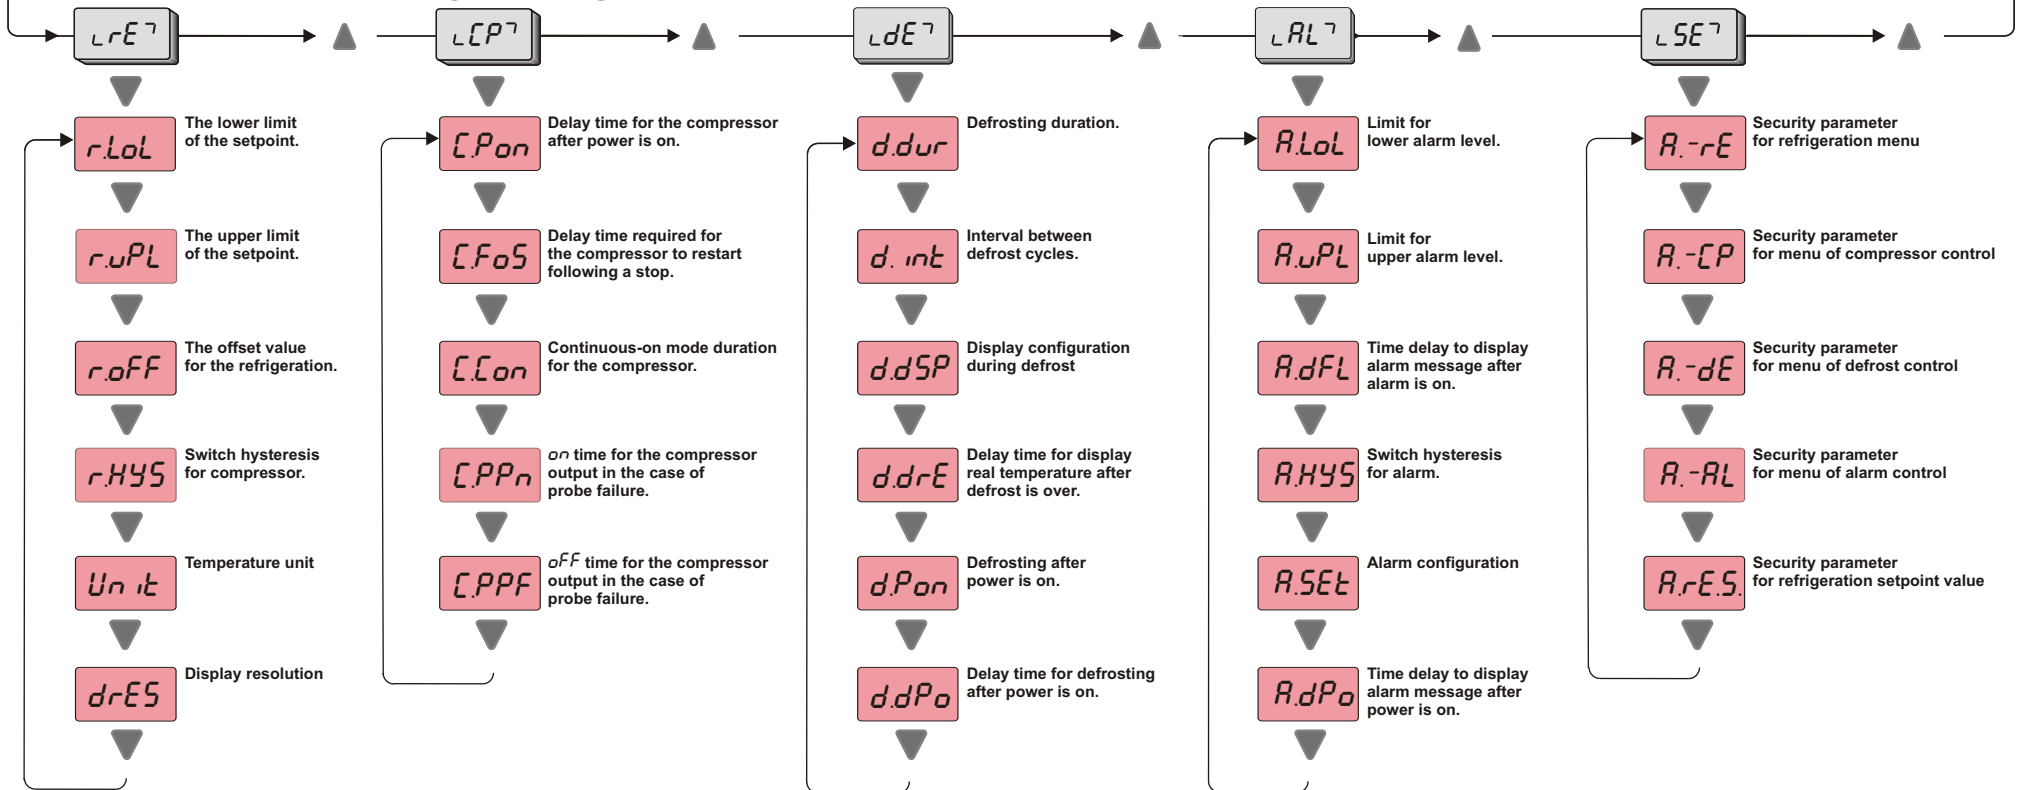 rE
CP
dE
AL
SE
r.LoL
The lower limit
of the setpoint.
r.uPL
The upper limit
of the setpoint.
r.oFF
The offset value
for the refrigeration.
r.HYS
Switch hysteresis
for compressor.
Unit
Temperature unit
drES
Display resolution
C.Pon
Delay time for the compressor
after power is on.
C.FoS
Delay time required for
the compressor to restart
following a stop.
C.Con
Continuous-on mode duration
for the compressor.
C.PPn
on time for the compressor
output in the case of
probe failure.
C.PPF
oFF time for the compressor
output in the case of
probe failure.
d.dur
Defrosting duration.
d.int
Interval between
defrost cycles.
d.dSP
Display configuration
during defrost
d.drE
Delay time for display
real temperature after
defrost is over.
d.Pon
Defrosting after
power is on.
d.dPo
Delay time for defrosting
after power is on.
A.LoL
Limit for
lower alarm level.
A.uPL
Limit for
upper alarm level.
A.dFL
Time delay to display
alarm message after
alarm is on.
A.HYS
Switch hysteresis
for alarm.
A.SEt
Alarm configuration
A.dPo
Time delay to display
alarm message after
power is on.
A.-rE
Security parameter
for refrigeration menu
A.-CP
Security parameter
for menu of compressor control
A.-dE
Security parameter
for menu of defrost control
A.-AL
Security parameter
for menu of alarm control
A.rE.S.
Security parameter
for refrigeration setpoint value